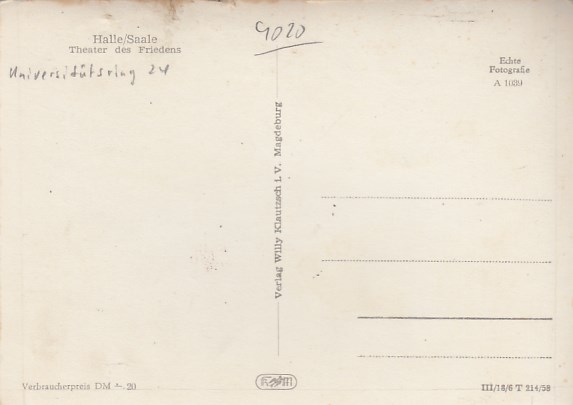 Halle/Saale
Theater des Friedens
Universitätsring 24
4020
Echte
Fotografie
A 1039
Verlag Willy Klautzsch I. V. Magdeburg
Verbraucherpreis DM -.20
III/18/6 T 214/58